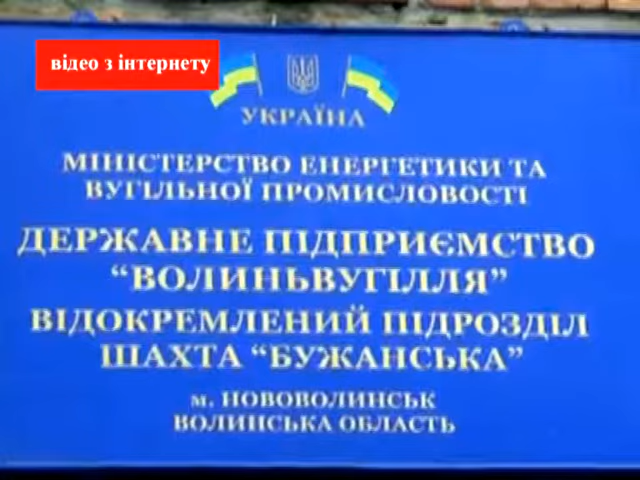 відео з інтернету
УКРАЇНА
МІНІСТЕРСТВО ЕНЕРГЕТИКИ ТА
ВУГІЛЬНОЇ ПРОМИСЛОВОСТІ
ДЕРЖАВНЕ ПІДПРИЄМСТВО
“ВОЛИНЬВУГІЛЛЯ”
ВІДОКРЕМЛЕНИЙ ПІДРОЗДІЛ
ШАХТА “БУЖАНСЬКА”
м. НОВОВОЛИНСЬК
ВОЛИНСЬКА ОБЛАСТЬ